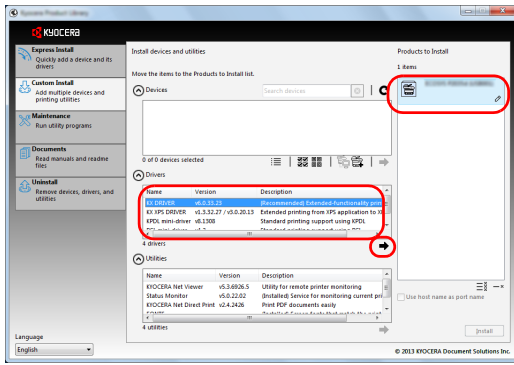 KYOCERA
Express Install
Quickly add a device and its
drivers
Custom Install
Add multiple devices and
printing utilities
Maintenance
Run utility programs
Documents
Read manuals and readme
files
Uninstall
Remove devices, drivers, and
utilities
Language
English
Install devices and utilities
Move the items to the Products to Install list.
Devices
Search devices
0 of 0 devices selected
Drivers
Name Version Description
KX DRIVER v6.0.33.23 (Recommended) Extended-functionality prin
KX XPS DRIVER v1.3.32.27 / v3.0.20.13 Extended printing from XPS application to X
KPDL mini-driver v8.1308 Standard printing support using KPDL
4 drivers
Utilities
Name Version Description
KYOCERA Net Viewer v5.3.6926.5 Utility for remote printer monitoring
Status Monitor v5.0.22.02 (Installed) Service for monitoring current pri
KYOCERA Net Direct Print v2.4.2426 Print PDF documents easily
4 utilities
Products to Install
1 items
Use host name as port name
Install
© 2013 KYOCERA Document Solutions Inc.